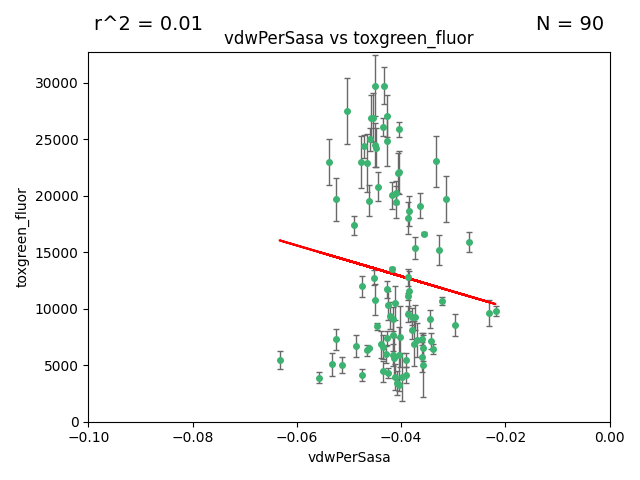 r^2 = 0.01
N = 90
vdwPerSasa vs toxgreen_fluor
30000
25000
20000
15000
10000
5000
0
toxgreen_fluor
−0.10
−0.08
−0.06
−0.04
−0.02
0.00
vdwPerSasa